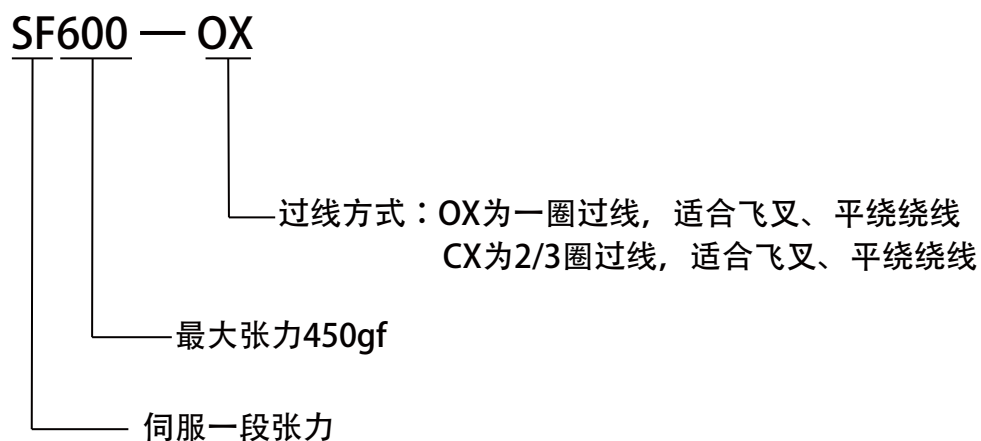 SF600 — OX
过线方式：OX为一圈过线，适合飞叉、平绕绕线
CX为2/3圈过线，适合飞叉、平绕绕线
最大张力450gf
伺服一段张力